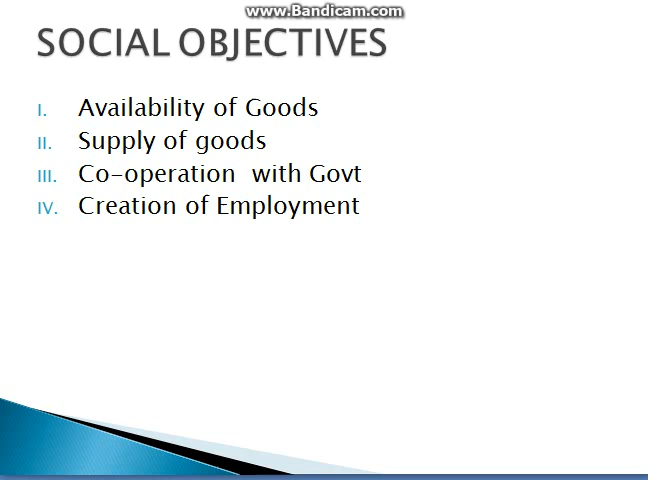 www.Bandicam.com
SOCIAL OBJECTIVES
I. Availability of Goods
II. Supply of goods
III. Co-operation with Govt
IV. Creation of Employment